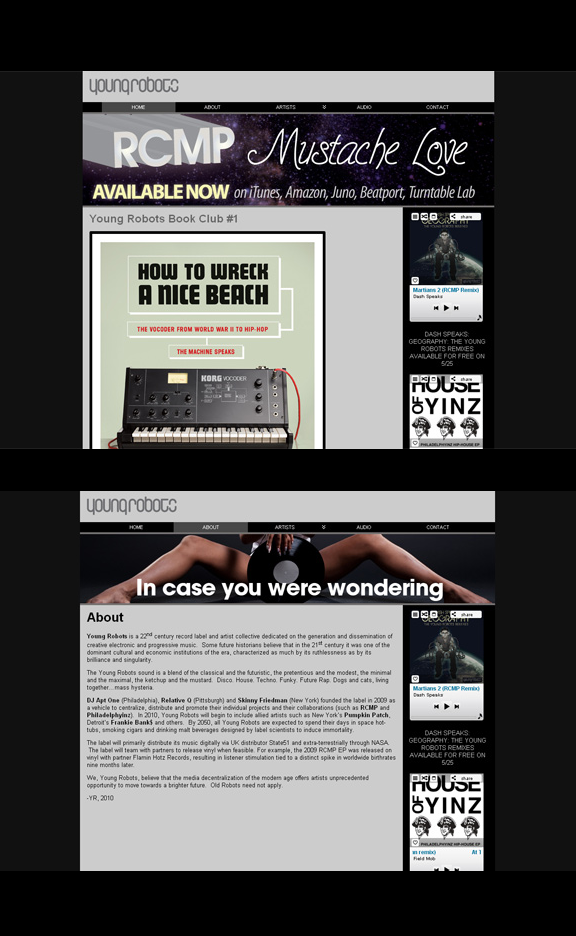 youngrobots
HOME ABOUT ARTISTS AUDIO CONTACT
RCMP Mustache Love
AVAILABLE NOW on iTunes, Amazon, Juno, Beatport, Turntable Lab
Young Robots Book Club #1
HOW TO WRECK
A NICE BEACH
THE VOCODER FROM WORLD WAR II TO HIP-HOP
THE MACHINE SPEAKS
KORG VOCODER
share
GEOGRAPHY
Martians 2 (RCMP Remix)
Dash Speaks
DASH SPEAKS:
GEOGRAPHY: THE YOUNG
ROBOTS REMIXES
AVAILABLE FOR FREE ON
5/25
share
HOUSE
OF YINZ
PHILADELPHYINZ HIP-HOUSE EP
youngrobots
HOME ABOUT ARTISTS AUDIO CONTACT
In case you were wondering
About
Young Robots is a 22nd century record label and artist collective dedicated on the generation and dissemination of
creative electronic and progressive music. Some future historians believe that in the 21st century it was one of the
dominant cultural and economic institutions of the era, characterized as much by its ruthlessness as by its
brilliance and singularity.
The Young Robots sound is a blend of the classical and the futuristic, the pretentious and the modest, the minimal
and the maximal, the ketchup and the mustard. Disco. House. Techno. Funky. Future Rap. Dogs and cats, living
together...mass hysteria.
DJ Apt One (Philadelphia), Relative Q (Pittsburgh) and Skinny Friedman (New York) founded the label in 2009 as
a vehicle to centralize, distribute and promote their individual projects and their collaborations (such as RCMP and
Philadelphyinz). In 2010, Young Robots will begin to include allied artists such as New York's Pumpkin Patch,
Detroit's Frankie Bank$ and others. By 2050, all Young Robots are expected to spend their days in space hot-
tubs, smoking cigars and drinking malt beverages designed by label scientists to induce immortality.
The label will primarily distribute its music digitally via UK distributor State51 and extra-terrestrially through NASA.
The label will team with partners to release vinyl when feasible. For example, the 2009 RCMP EP was released on
vinyl with partner Flamin Hotz Records, resulting in listener stimulation tied to a distinct spike in worldwide birthrates
nine months later.
We, Young Robots, believe that the media decentralization of the modern age offers artists unprecedented
opportunity to move towards a brighter future. Old Robots need not apply.
-YR, 2010
share
GEOGRAPHY
Martians 2 (RCMP Remix)
Dash Speaks
DASH SPEAKS:
GEOGRAPHY: THE YOUNG
ROBOTS REMIXES
AVAILABLE FOR FREE ON
5/25
share
HOUSE
OF YINZ
PHILADELPHYINZ HIP-HOUSE EP
in remix) At 1
Field Mob